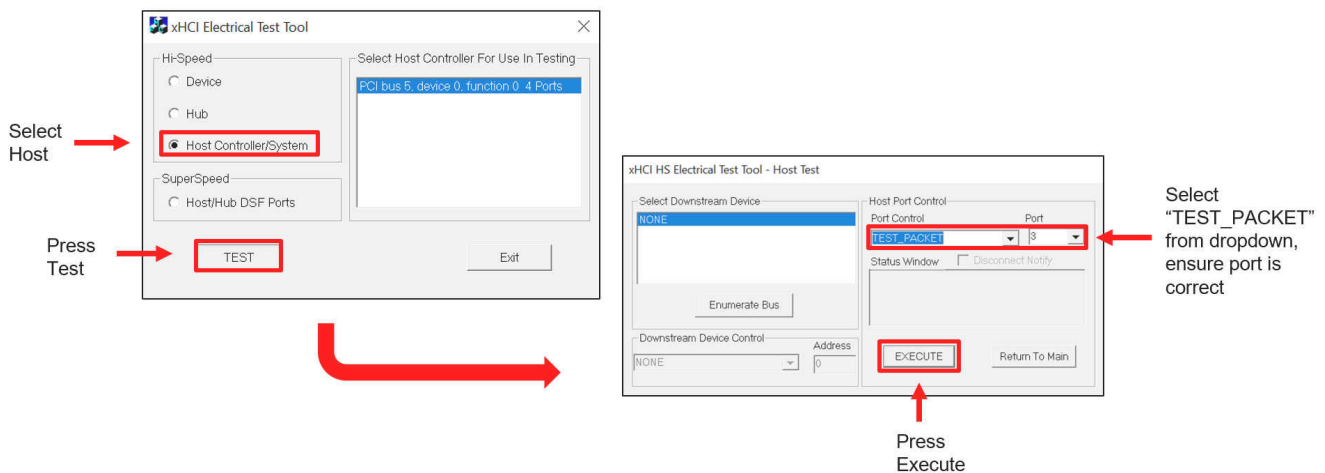 xHCI Electrical Test Tool
Hi-Speed
Device
Hub
Host Controller/System
SuperSpeed
Host/Hub DSF Ports
Select Host Controller For Use In Testing
PCI bus 5, device 0, function 0 4 Ports
TEST
Exit
Select
Host
Press
Test
xHCI HS Electrical Test Tool - Host Test
Select Downstream Device
NONE
Enumerate Bus
Downstream Device Control
Address
NONE
0
Host Port Control
Port Control
Port
TEST_PACKET
3
Status Window
Disconnect Notify
EXECUTE
Return To Main
Select
“TEST_PACKET”
from dropdown,
ensure port is
correct
Press
Execute